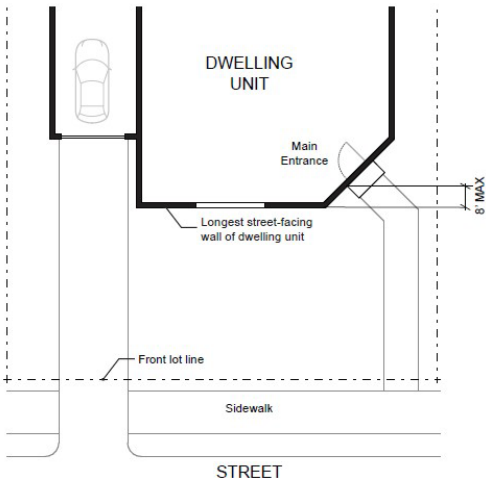 DWELLING
UNIT
Main
Entrance
8' MAX
Longest street-facing
wall of dwelling unit
Front lot line
Sidewalk
STREET